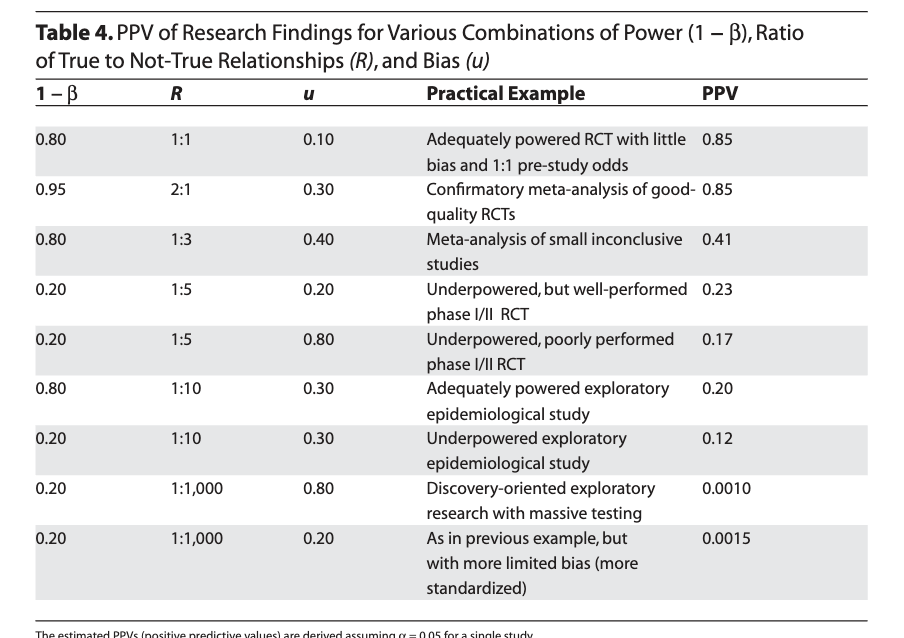 Table 4. PPV of Research Findings for Various Combinations of Power (1 − β), Ratio
of True to Not-True Relationships (R), and Bias (u)
1 − β R u Practical Example PPV
0.80 1:1 0.10 Adequately powered RCT with little 0.85
bias and 1:1 pre-study odds
0.95 2:1 0.30 Confirmatory meta-analysis of good- 0.85
quality RCTs
0.80 1:3 0.40 Meta-analysis of small inconclusive 0.41
studies
0.20 1:5 0.20 Underpowered, but well-performed 0.23
phase I/II RCT
0.20 1:5 0.80 Underpowered, poorly performed 0.17
phase I/II RCT
0.80 1:10 0.30 Adequately powered exploratory 0.20
epidemiological study
0.20 1:10 0.30 Underpowered exploratory 0.12
epidemiological study
0.20 1:1,000 0.80 Discovery-oriented exploratory 0.0010
research with massive testing
0.20 1:1,000 0.20 As in previous example, but 0.0015
with more limited bias (more
standardized)
The estimated PPVs (positive predictive values) are derived assuming α = 0.05 for a single study.